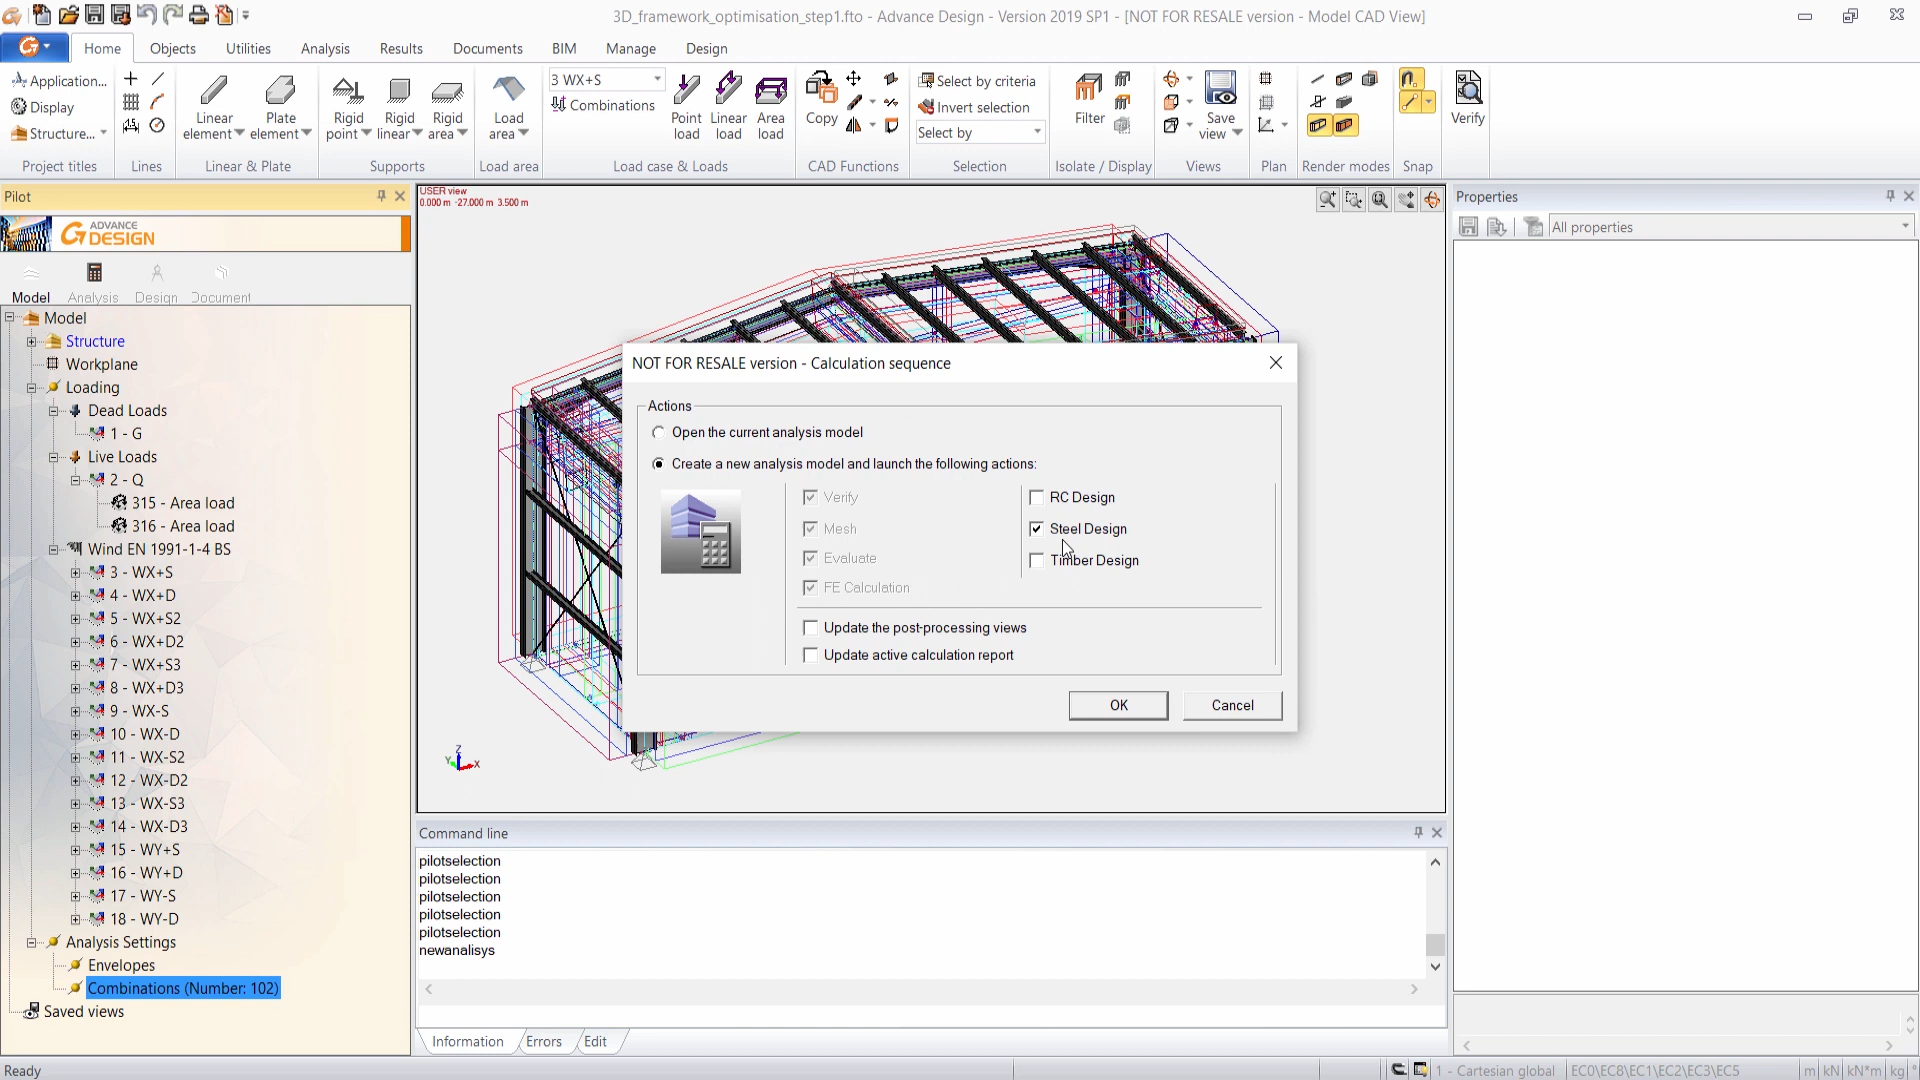 3D_framework_optimisation_step1.fto - Advance Design - Version 2019 SP1 - [NOT FOR RESALE version - Model CAD View]
Home Objects Utilities Analysis Results Documents BIM Manage Design
Application...
Display
Structure...
Project titles
Lines
Linear element
Plate element
Linear & Plate
Rigid point
Rigid linear
Rigid area
Supports
Load area
Load area
3 WX+S
Combinations
Point load
Linear load
Area load
Load case & Loads
Copy
CAD Functions
Select by criteria
Invert selection
Select by
Selection
Filter
Isolate / Display
Save view
Views
Plan
Render modes
Snap
Verify
Pilot
ADVANCE
DESIGN
Model Analysis Design Document
Model
Structure
Workplane
Loading
Dead Loads
1 - G
Live Loads
2 - Q
315 - Area load
316 - Area load
Wind EN 1991-1-4 BS
3 - WX+S
4 - WX+D
5 - WX+S2
6 - WX+D2
7 - WX+S3
8 - WX+D3
9 - WX-S
10 - WX-D
11 - WX-S2
12 - WX-D2
13 - WX-S3
14 - WX-D3
15 - WY+S
16 - WY+D
17 - WY-S
18 - WY-D
Analysis Settings
Envelopes
Combinations (Number: 102)
Saved views
USER view
0.000 m -27.000 m 3.500 m
Z
Y
X
NOT FOR RESALE version - Calculation sequence
Actions
Open the current analysis model
Create a new analysis model and launch the following actions:
Verify
Mesh
Evaluate
FE Calculation
RC Design
Steel Design
Timber Design
Update the post-processing views
Update active calculation report
OK
Cancel
Command line
pilotselection
pilotselection
pilotselection
pilotselection
pilotselection
newanalisys
Information Errors Edit
Properties
All properties
Ready
1 - Cartesian global
EC0\EC8\EC1\EC2\EC3\EC5
m kN kN*m kg °